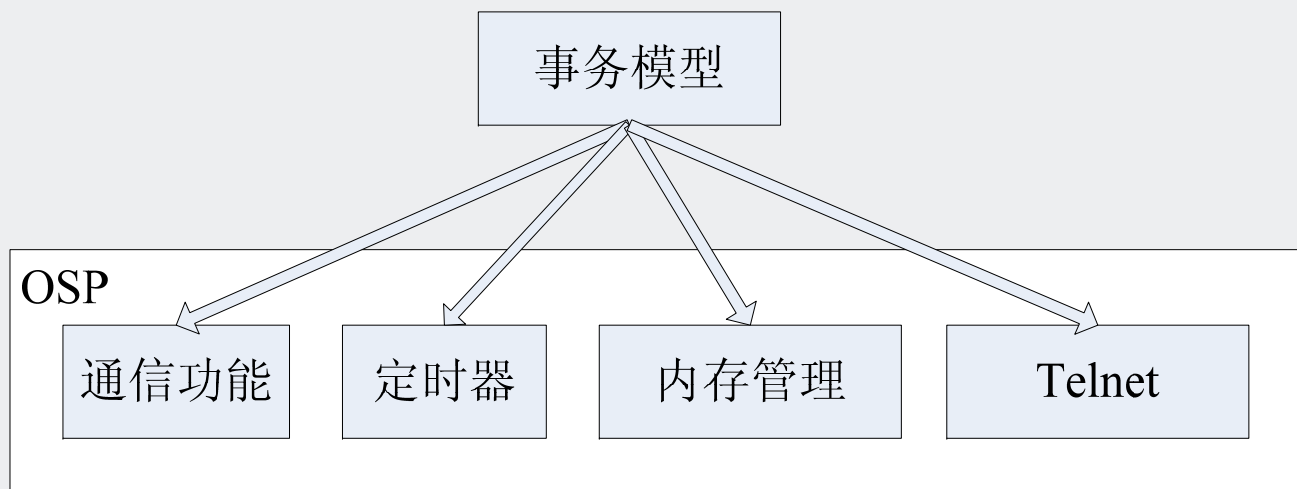 事务模型
OSP
通信功能
定时器
内存管理
Telnet